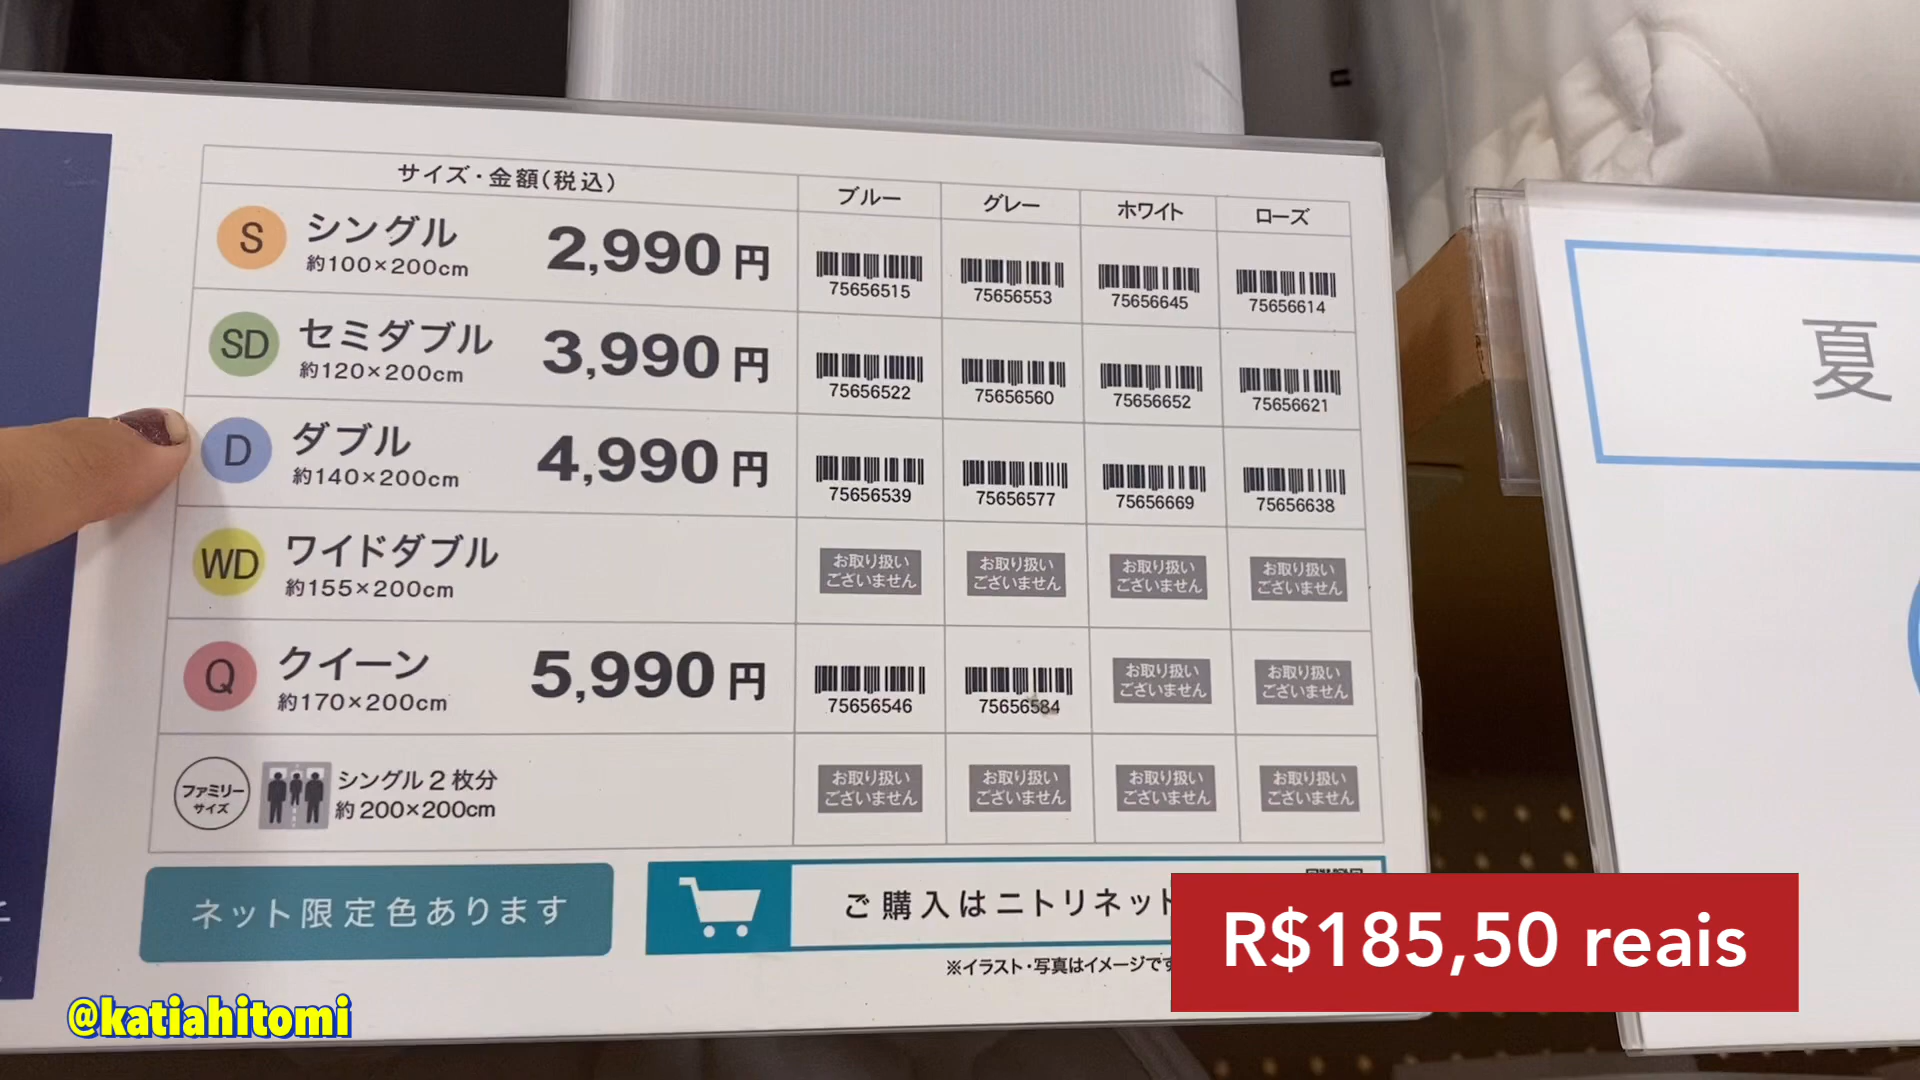 サイズ・金額(税込)
ブルー
グレー
ホワイト
ローズ
S
シングル
約100×200cm
2,990円
75656515
75656553
75656645
75656614
SD
セミダブル
約120×200cm
3,990円
75656522
75656560
75656652
75656621
D
ダブル
約140×200cm
4,990円
75656539
75656577
75656669
75656638
WD
ワイドダブル
約155×200cm
お取り扱い
ございません
お取り扱い
ございません
お取り扱い
ございません
お取り扱い
ございません
Q
クイーン
約170×200cm
5,990円
75656546
75656584
お取り扱い
ございません
お取り扱い
ございません
ファミリー
サイズ
シングル2枚分
約200×200cm
お取り扱い
ございません
お取り扱い
ございません
お取り扱い
ございません
お取り扱い
ございません
ネット限定色あります
ご購入はニトリネット
※イラスト・写真はイメージです
夏
R$185,50 reais
@katiahitomi